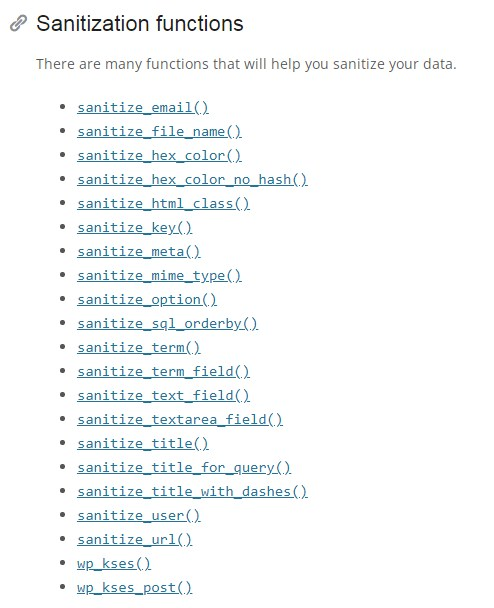 Sanitization functions
There are many functions that will help you sanitize your data.
sanitize_email()
sanitize_file_name()
sanitize_hex_color()
sanitize_hex_color_no_hash()
sanitize_html_class()
sanitize_key()
sanitize_meta()
sanitize_mime_type()
sanitize_option()
sanitize_sql_orderby()
sanitize_term()
sanitize_term_field()
sanitize_text_field()
sanitize_textarea_field()
sanitize_title()
sanitize_title_for_query()
sanitize_title_with_dashes()
sanitize_user()
sanitize_url()
wp_kses()
wp_kses_post()